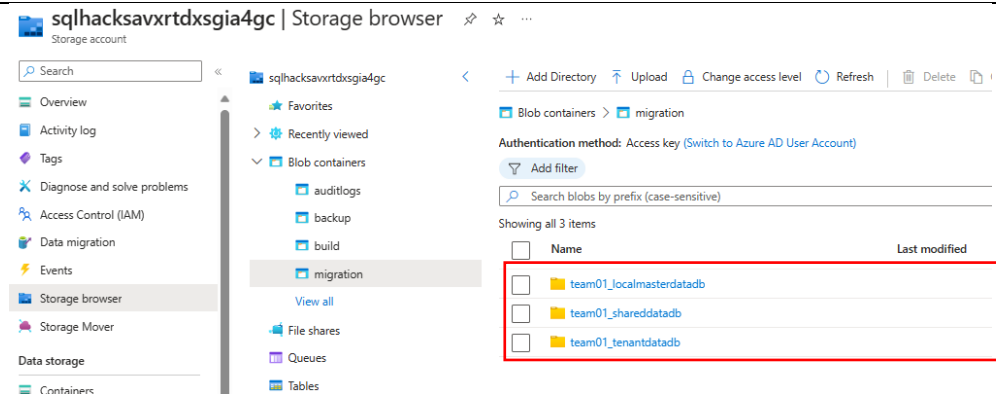 sqlhacksavxrtdxsgia4gc | Storage browser
Storage account
Search
Overview
Activity log
Tags
Diagnose and solve problems
Access Control (IAM)
Data migration
Events
Storage browser
Storage Mover
Data storage
Containers
sqlhacksavxrtdxsgia4gc
Favorites
Recently viewed
Blob containers
auditlogs
backup
build
migration
View all
File shares
Queues
Tables
Add Directory Upload Change access level Refresh Delete
Blob containers > migration
Authentication method: Access key (Switch to Azure AD User Account)
Add filter
Search blobs by prefix (case-sensitive)
Showing all 3 items
Name Last modified
team01_localmasterdatadb
team01_shareddatadb
team01_tenantdatadb